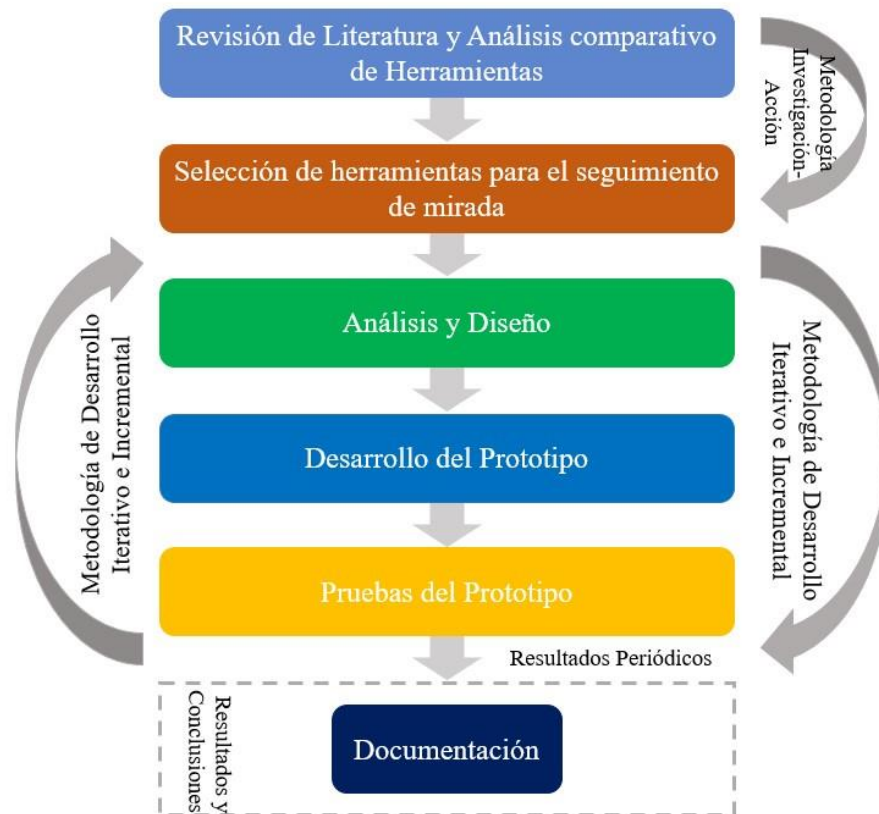 Revisión de Literatura y Análisis comparativo
de Herramientas
Metodología
Investigación-
Acción
Selección de herramientas para el seguimiento
de mirada
Análisis y Diseño
Metodología de Desarrollo
Iterativo e Incremental
Metodología de Desarrollo
Iterativo e Incremental
Desarrollo del Prototipo
Pruebas del Prototipo
Resultados Periódicos
Resultados y
Conclusiones
Documentación